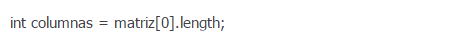 int columnas = matriz[0].length;